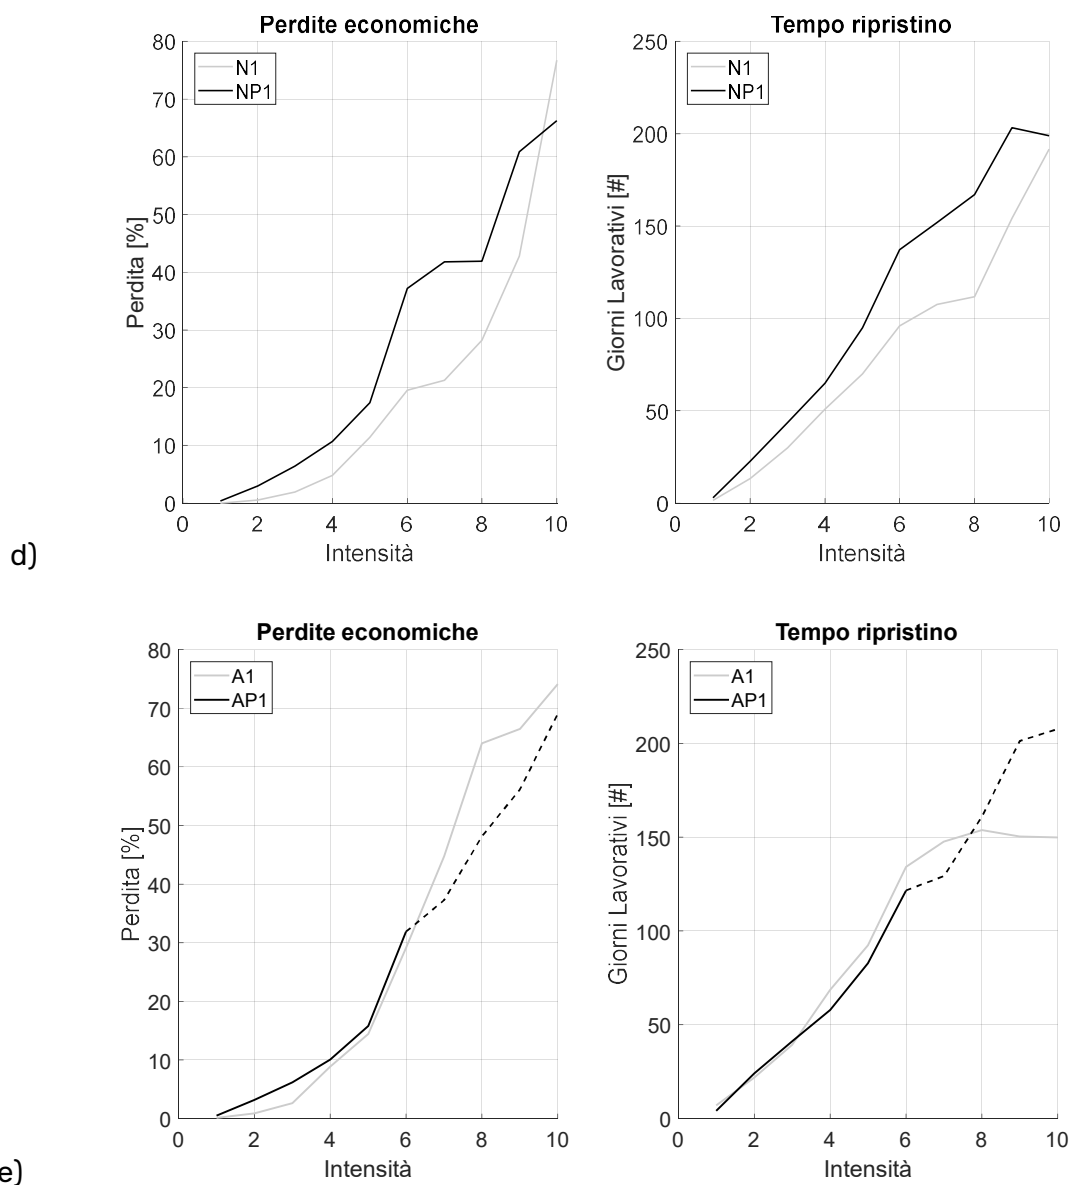 Perdite economiche
80
70
60
50
40
30
20
10
0
0 2 4 6 8 10
Perdita [%]
Intensità
N1
NP1
Tempo ripristino
250
200
150
100
50
0
0 2 4 6 8 10
Giorni Lavorativi [#]
Intensità
N1
NP1
d)
Perdite economiche
80
70
60
50
40
30
20
10
0
0 2 4 6 8 10
Perdita [%]
Intensità
A1
AP1
Tempo ripristino
250
200
150
100
50
0
0 2 4 6 8 10
Giorni Lavorativi [#]
Intensità
A1
AP1
e)